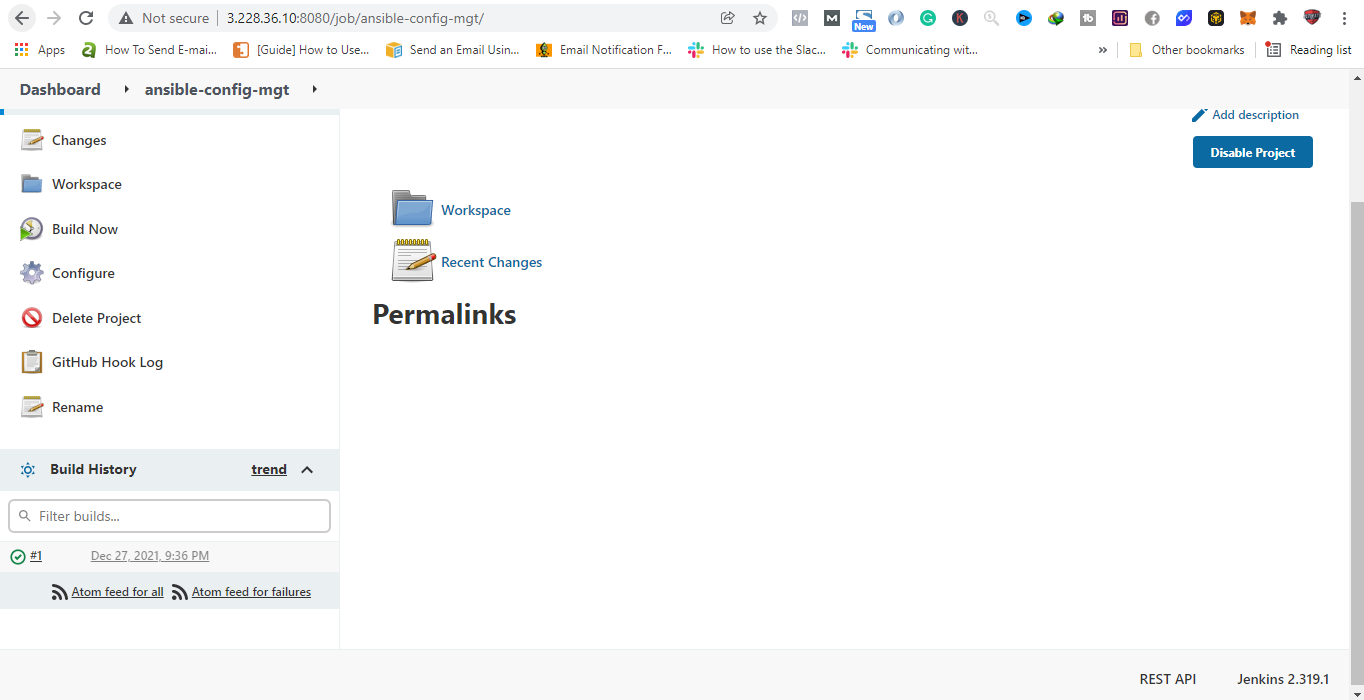 Not secure | 3.228.36.10:8080/job/ansible-config-mgt/
New
Apps How To Send E-mai... [Guide] How to Use... Send an Email Usin... Email Notification F... How to use the Slac... Communicating wit... » Other bookmarks Reading list
Dashboard ansible-config-mgt
Add description
Changes
Disable Project
Workspace
Workspace
Build Now
Recent Changes
Configure
Permalinks
Delete Project
GitHub Hook Log
Rename
Build History trend
Filter builds...
#1 Dec 27, 2021, 9:36 PM
Atom feed for all Atom feed for failures
REST API Jenkins 2.319.1